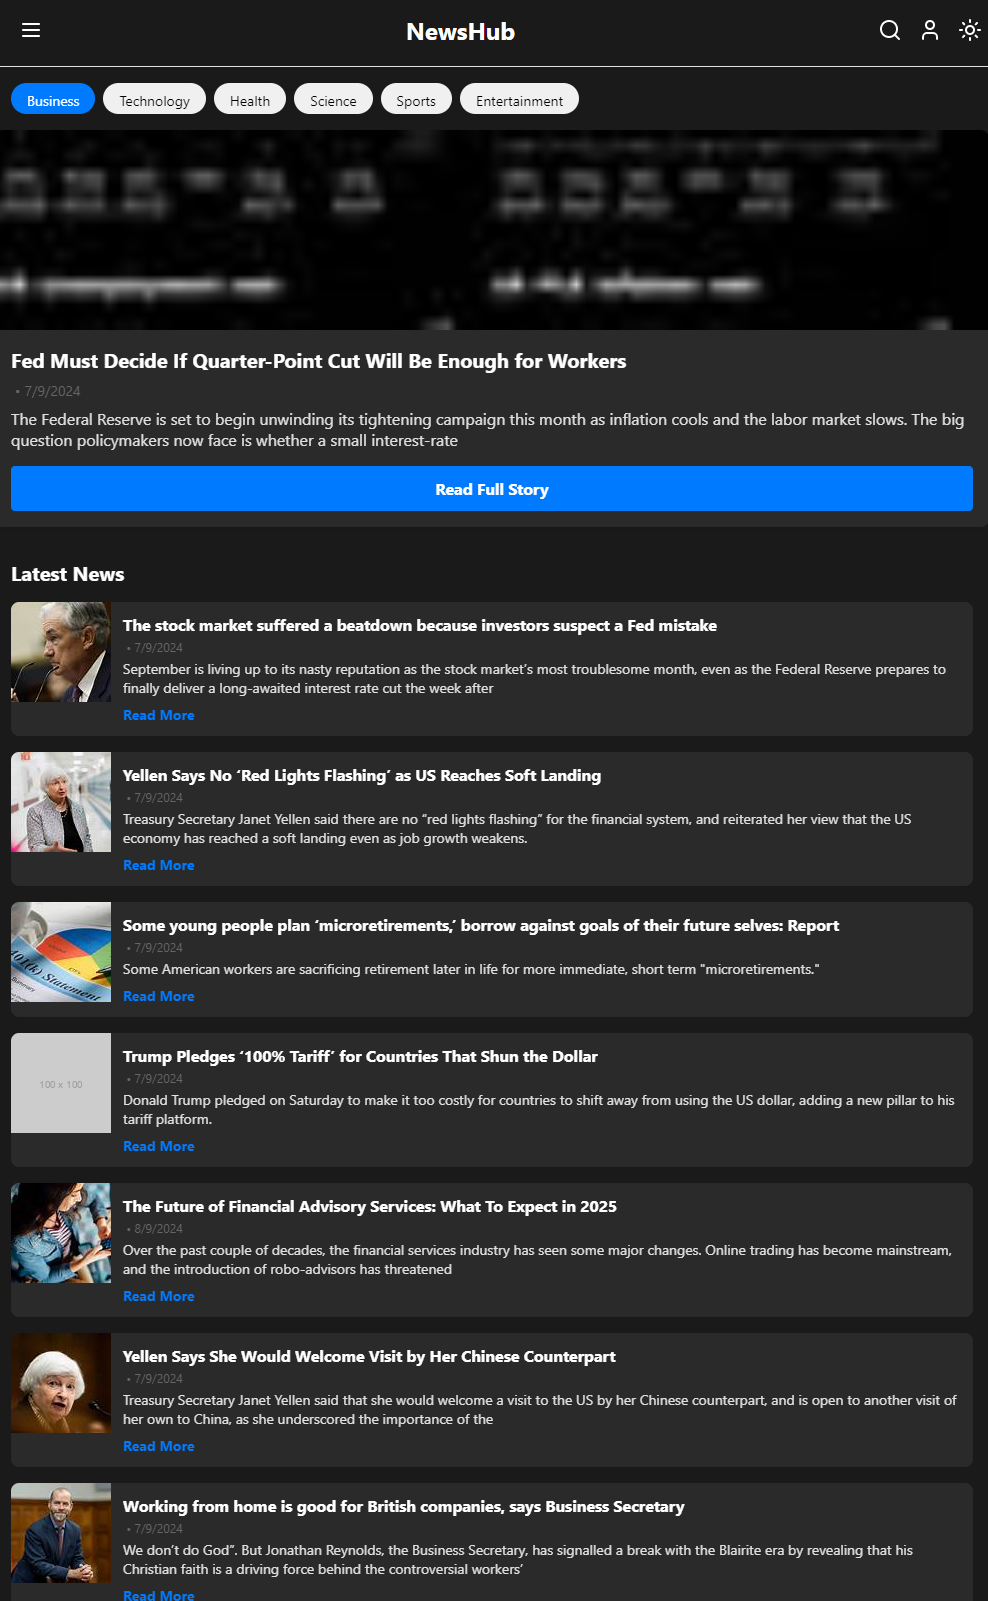 NewsHub
Business
Technology
Health
Science
Sports
Entertainment
Fed Must Decide If Quarter-Point Cut Will Be Enough for Workers
• 7/9/2024
The Federal Reserve is set to begin unwinding its tightening campaign this month as inflation cools and the labor market slows. The big
question policymakers now face is whether a small interest-rate
Read Full Story
Latest News
The stock market suffered a beatdown because investors suspect a Fed mistake
• 7/9/2024
September is living up to its nasty reputation as the stock market’s most troublesome month, even as the Federal Reserve prepares to
finally deliver a long-awaited interest rate cut the week after
Read More
Yellen Says No ‘Red Lights Flashing’ as US Reaches Soft Landing
• 7/9/2024
Treasury Secretary Janet Yellen said there are no “red lights flashing” for the financial system, and reiterated her view that the US
economy has reached a soft landing even as job growth weakens.
Read More
401(k) Statement
Some young people plan ‘microretirements,’ borrow against goals of their future selves: Report
• 7/9/2024
Some American workers are sacrificing retirement later in life for more immediate, short term "microretirements."
Read More
100 x 100
Trump Pledges ‘100% Tariff’ for Countries That Shun the Dollar
• 7/9/2024
Donald Trump pledged on Saturday to make it too costly for countries to shift away from using the US dollar, adding a new pillar to his
tariff platform.
Read More
The Future of Financial Advisory Services: What To Expect in 2025
• 8/9/2024
Over the past couple of decades, the financial services industry has seen some major changes. Online trading has become mainstream,
and the introduction of robo-advisors has threatened
Read More
Yellen Says She Would Welcome Visit by Her Chinese Counterpart
• 7/9/2024
Treasury Secretary Janet Yellen said that she would welcome a visit to the US by her Chinese counterpart, and is open to another visit of
her own to China, as she underscored the importance of the
Read More
Working from home is good for British companies, says Business Secretary
• 7/9/2024
We don’t do God”. But Jonathan Reynolds, the Business Secretary, has signalled a break with the Blairite era by revealing that his
Christian faith is a driving force behind the controversial workers’
Read More